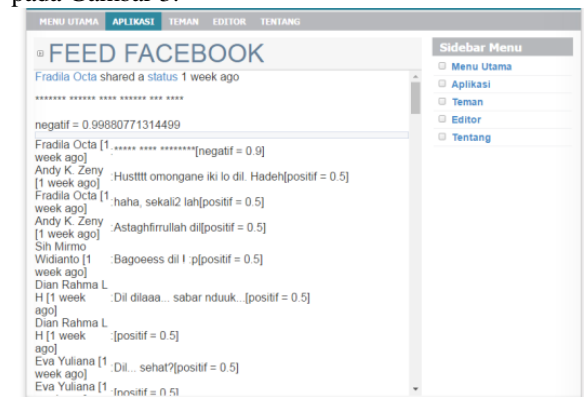 pada Gambar 5.
MENU UTAMA APLIKASI TEMAN EDITOR TENTANG
FEED FACEBOOK
Fradila Octa shared a status 1 week ago
******* ****** **** ****** *** ****
negatif = 0.99880771314499
Fradila Octa [1 week ago] :***** **** ********[negatif = 0.9]
Andy K. Zeny [1 week ago] :Hustttt omongane iki lo dil. Hadeh[positif = 0.5]
Fradila Octa [1 week ago] :haha, sekali2 lah[positif = 0.5]
Andy K. Zeny [1 week ago] :Astaghfirrullah dil[positif = 0.5]
Sih Mirmo Widianto [1 week ago] :Bagoeess dil ! :p[positif = 0.5]
Dian Rahma L H [1 week ago] :Dil dilaaa... sabar nduuk...[positif = 0.5]
Dian Rahma L H [1 week ago] :[positif = 0.5]
Eva Yuliana [1 week ago] :Dil... sehat?[positif = 0.5]
Eva Yuliana [1 :[positif = 0.5]
Sidebar Menu
Menu Utama
Aplikasi
Teman
Editor
Tentang